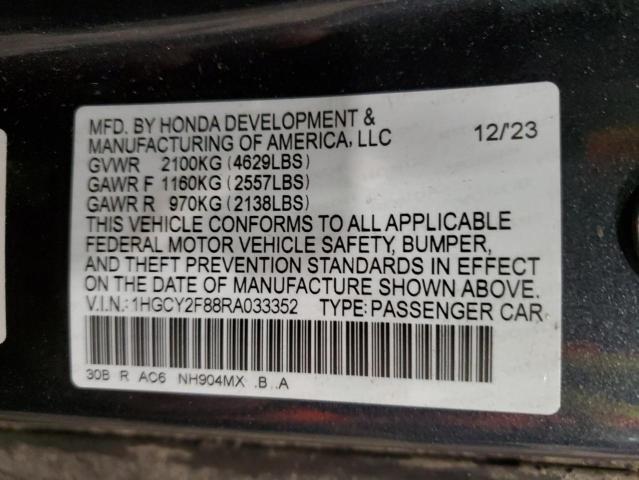 MFD. BY HONDA DEVELOPMENT &
MANUFACTURING OF AMERICA, LLC 12/'23
GVWR 2100KG (4629LBS)
GAWR F 1160KG (2557LBS)
GAWR R 970KG (2138LBS)
THIS VEHICLE CONFORMS TO ALL APPLICABLE
FEDERAL MOTOR VEHICLE SAFETY, BUMPER,
AND THEFT PREVENTION STANDARDS IN EFFECT
ON THE DATE OF MANUFACTURE SHOWN ABOVE.
V.I.N.: 1HGCY2F88RA033352 TYPE: PASSENGER CAR
30B R AC6 NH904MX .B .A